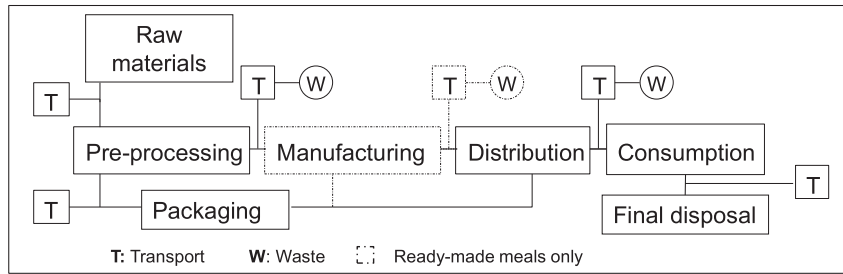 Raw
materials
T
T
W
T
W
T
W
Pre-processing
Manufacturing
Distribution
Consumption
T
T
Packaging
Final disposal
T: Transport
W: Waste
Ready-made meals only